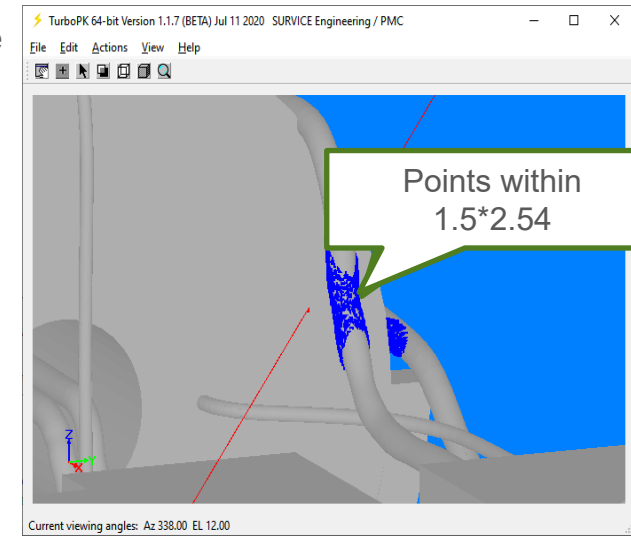 e
TurboPK 64-bit Version 1.1.7 (BETA) Jul 11 2020 SURVICE Engineering / PMC
File Edit Actions View Help
Points within
1.5*2.54
Z
Y
X
Current viewing angles: Az 338.00 EL 12.00